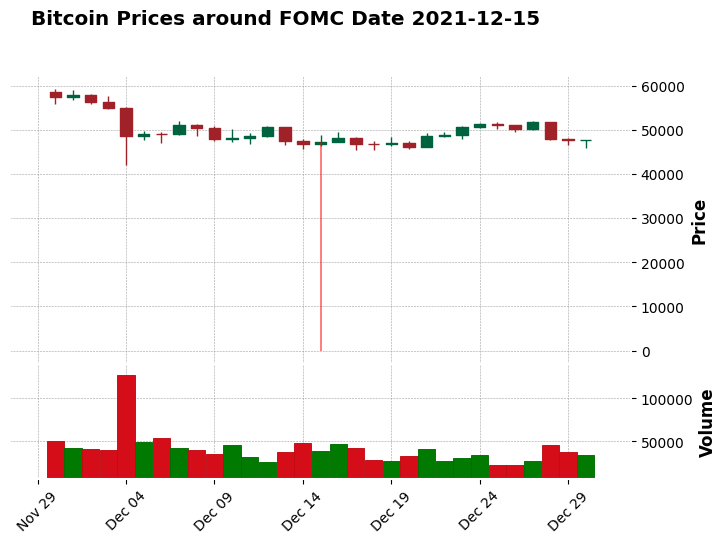 Bitcoin Prices around FOMC Date 2021-12-15
60000
50000
40000
30000
20000
10000
0
Price
100000
50000
Volume
Nov 29
Dec 04
Dec 09
Dec 14
Dec 19
Dec 24
Dec 29